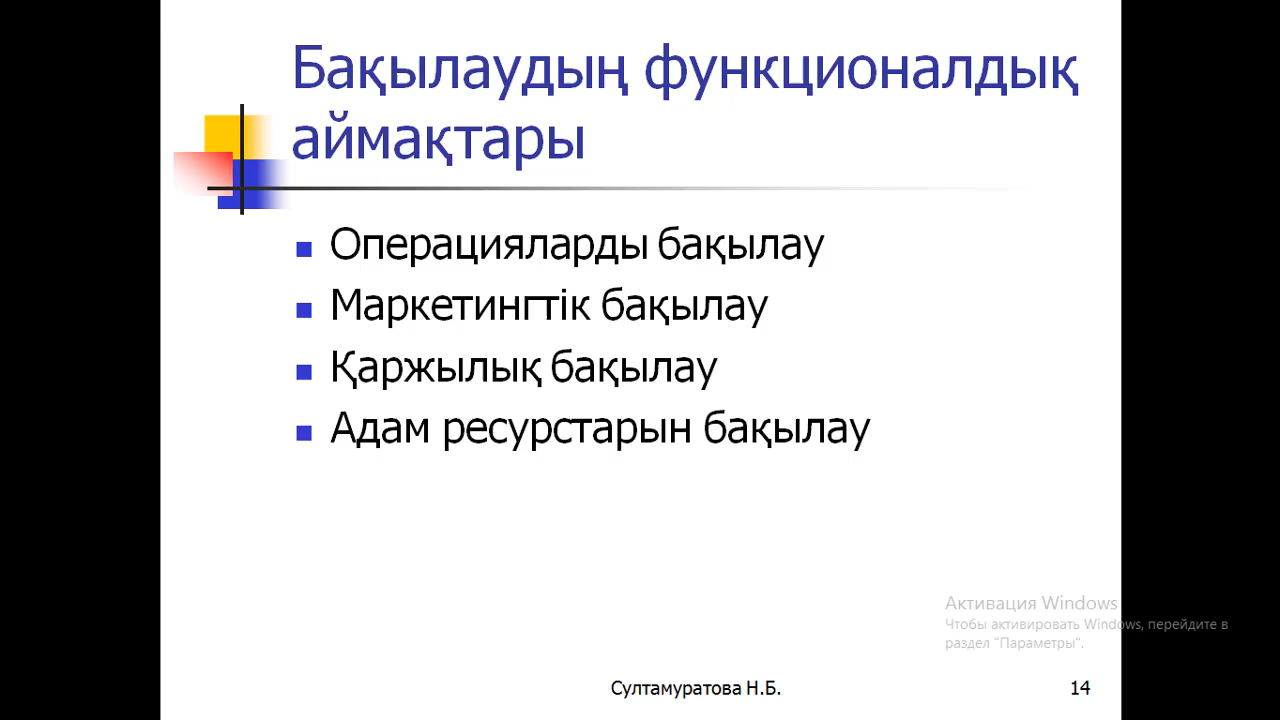 Бақылаудың функционалдық
аймақтары
Операцияларды бақылау
Маркетингтік бақылау
Қаржылық бақылау
Адам ресурстарын бақылау
Активация Windows
Чтобы активировать Windows, перейдите в
раздел "Параметры".
Султамуратова Н.Б.
14